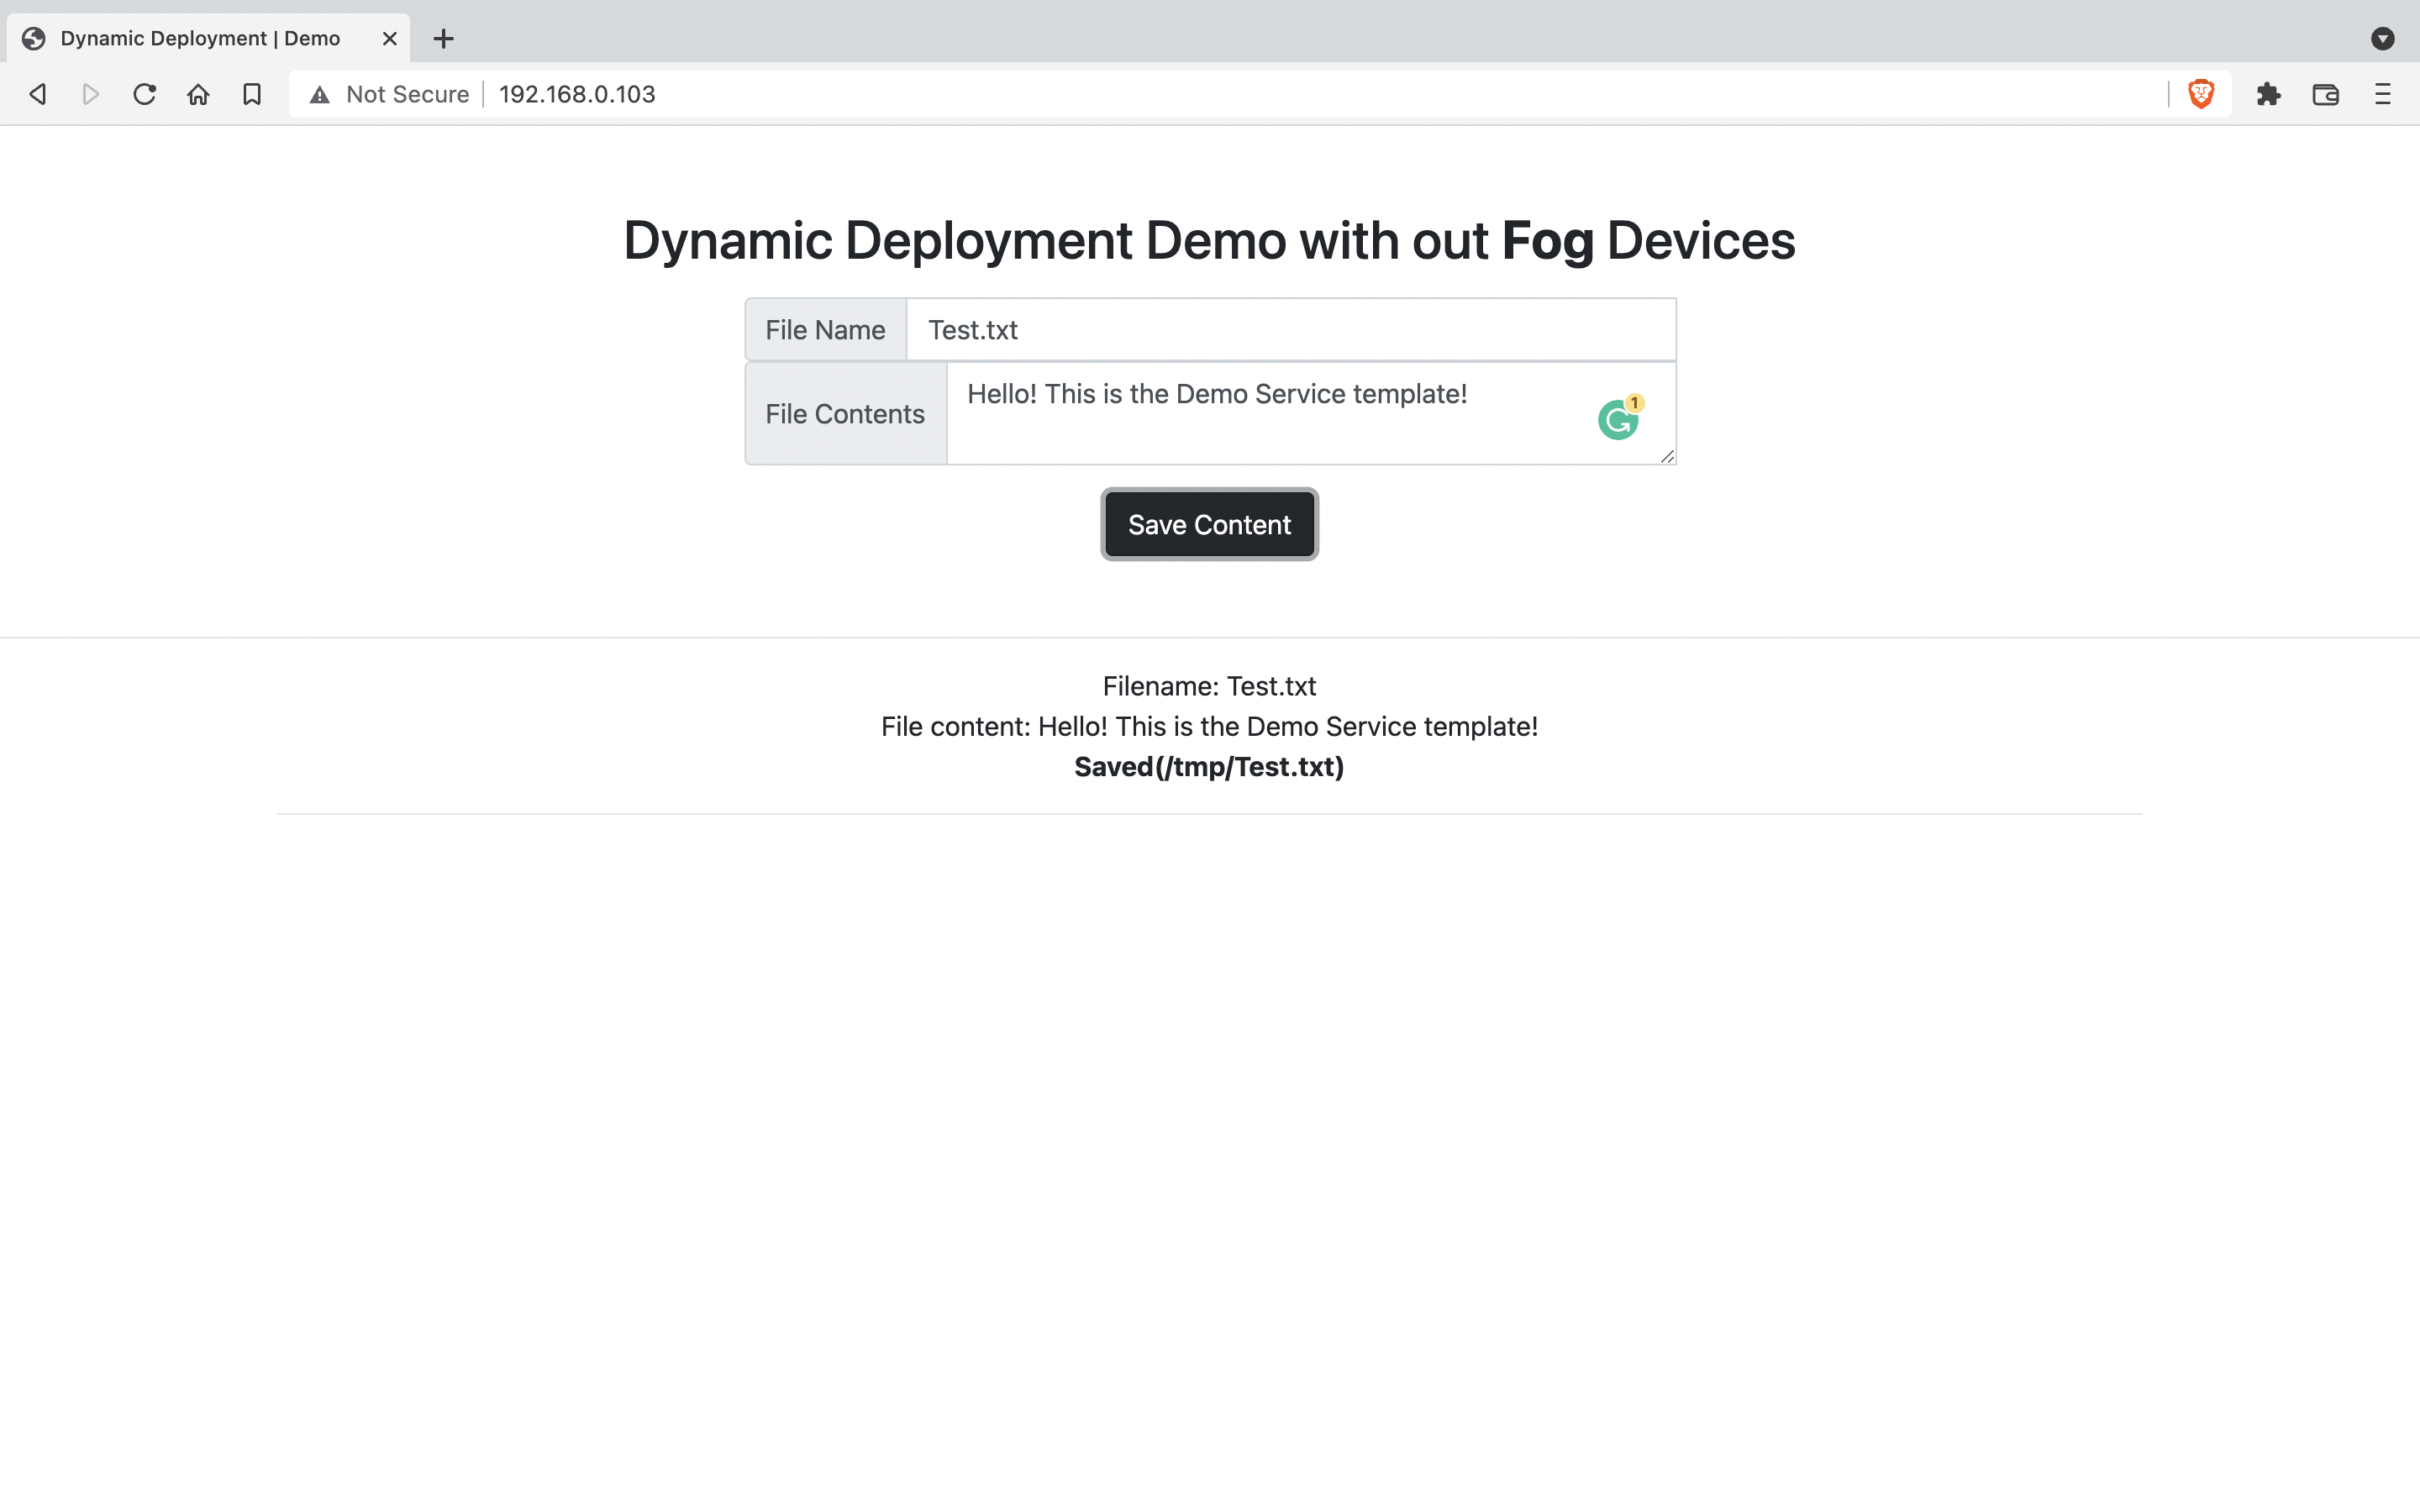 Dynamic Deployment | Demo
Not Secure 192.168.0.103
Dynamic Deployment Demo with out Fog Devices
File Name Test.txt
File Contents Hello! This is the Demo Service template!
1
Save Content
Filename: Test.txt
File content: Hello! This is the Demo Service template!
Saved(/tmp/Test.txt)